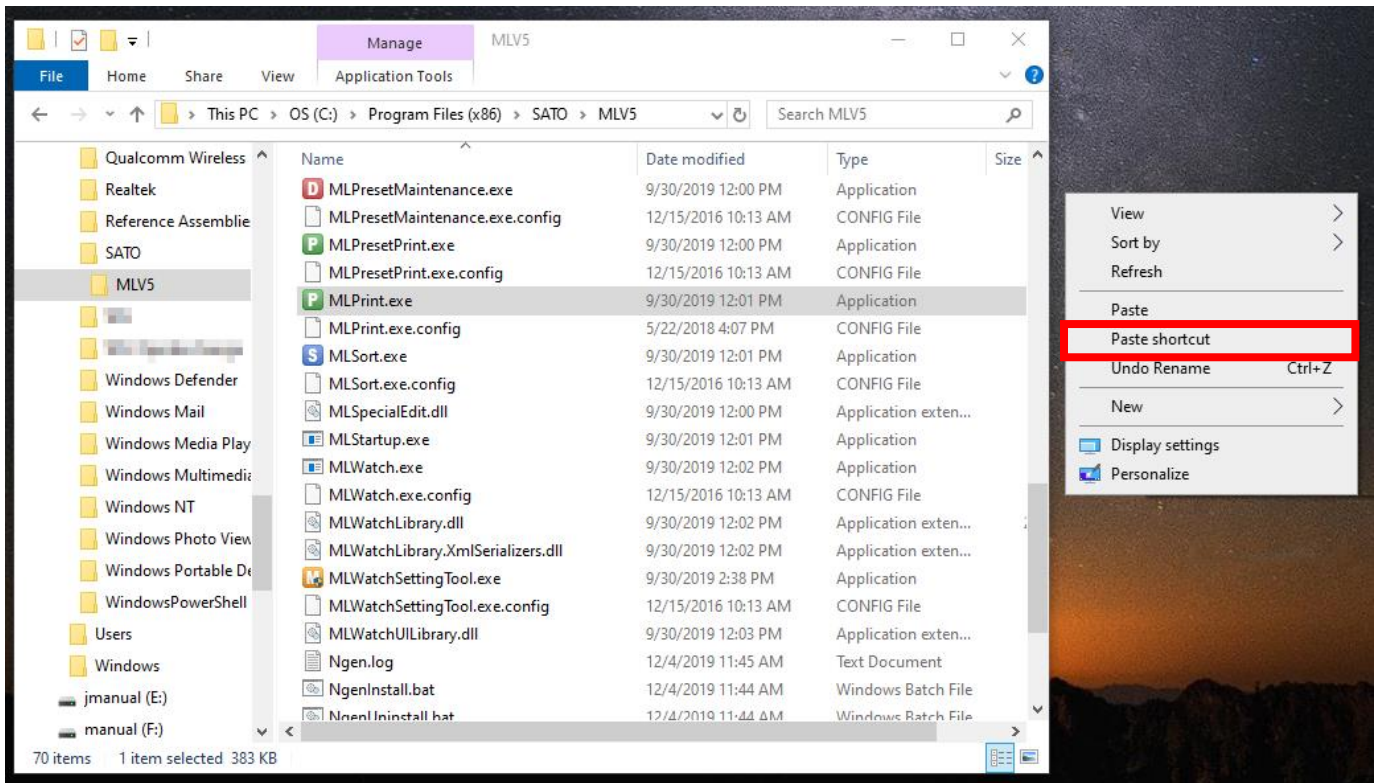 Manage MLV5
File Home Share View Application Tools
This PC > OS (C:) > Program Files (x86) > SATO > MLV5 Search MLV5
Qualcomm Wireless
Realtek
Reference Assemblie
SATO
MLV5
Windows Defender
Windows Mail
Windows Media Play
Windows Multimedia
Windows NT
Windows Photo View
Windows Portable De
WindowsPowerShell
Users
Windows
jmanual (E:)
manual (F:)
Name Date modified Type Size
D MLPresetMaintenance.exe 9/30/2019 12:00 PM Application
MLPresetMaintenance.exe.config 12/15/2016 10:13 AM CONFIG File
P MLPresetPrint.exe 9/30/2019 12:00 PM Application
MLPresetPrint.exe.config 12/15/2016 10:13 AM CONFIG File
P MLPrint.exe 9/30/2019 12:01 PM Application
MLPrint.exe.config 5/22/2018 4:07 PM CONFIG File
S MLSort.exe 9/30/2019 12:01 PM Application
MLSort.exe.config 12/15/2016 10:13 AM CONFIG File
MLSpecialEdit.dll 9/30/2019 12:00 PM Application exten...
MLStartup.exe 9/30/2019 12:01 PM Application
MLWatch.exe 9/30/2019 12:02 PM Application
MLWatch.exe.config 12/15/2016 10:13 AM CONFIG File
MLWatchLibrary.dll 9/30/2019 12:02 PM Application exten...
MLWatchLibrary.XmlSerializers.dll 9/30/2019 12:02 PM Application exten...
MLWatchSettingTool.exe 9/30/2019 2:38 PM Application
MLWatchSettingTool.exe.config 12/15/2016 10:13 AM CONFIG File
MLWatchUILibrary.dll 9/30/2019 12:03 PM Application exten...
Ngen.log 12/4/2019 11:45 AM Text Document
NgenInstall.bat 12/4/2019 11:44 AM Windows Batch File
NgenUninstall.bat 12/4/2019 11:44 AM Windows Batch File
70 items 1 item selected 383 KB
View
Sort by
Refresh
Paste
Paste shortcut
Undo Rename Ctrl+Z
New
Display settings
Personalize